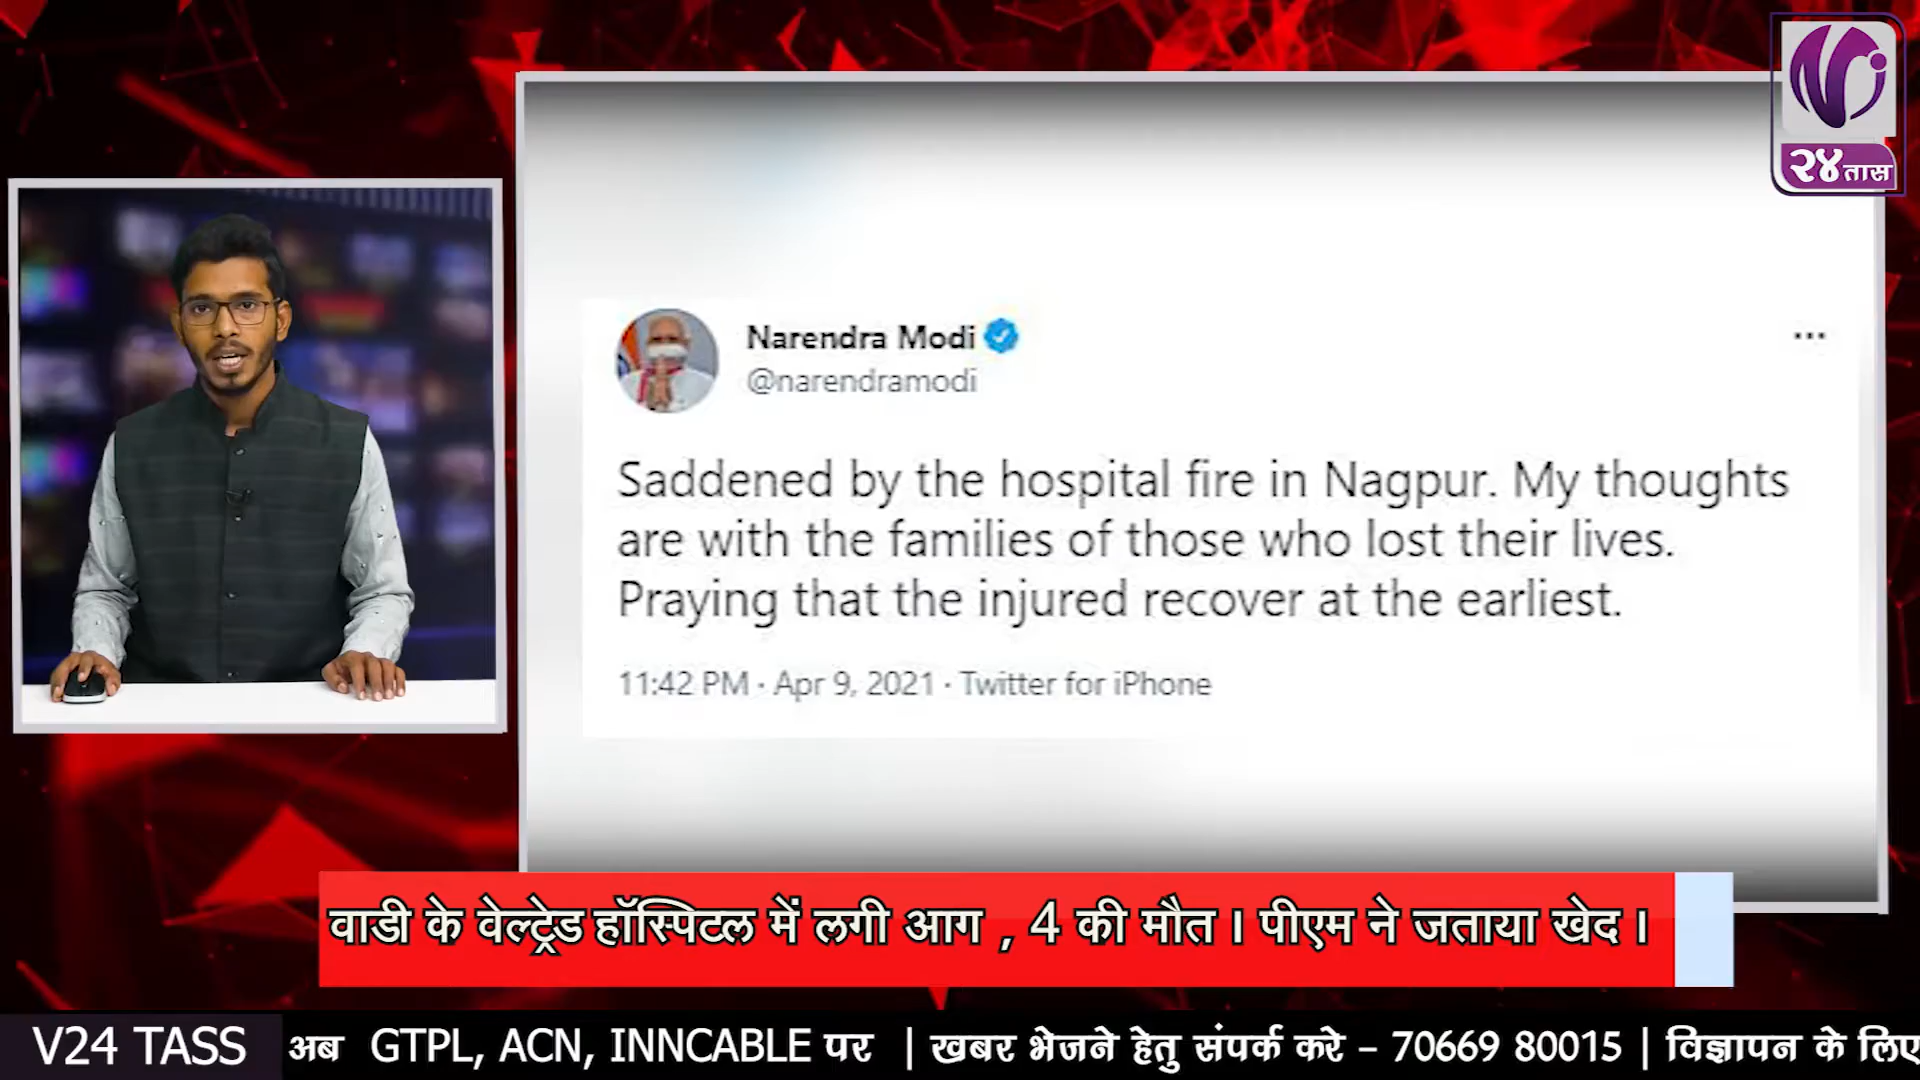 २४तास
Narendra Modi
@narendramodi
Saddened by the hospital fire in Nagpur. My thoughts
are with the families of those who lost their lives.
Praying that the injured recover at the earliest.
11:42 PM · Apr 9, 2021 · Twitter for iPhone
वाडी के वेल्ट्रेड हॉस्पिटल में लगी आग , 4 की मौत । पीएम ने जताया खेद ।
V24 TASS अब GTPL, ACN, INNCABLE पर | खबर भेजने हेतु संपर्क करे – 70669 80015 | विज्ञापन के लिए